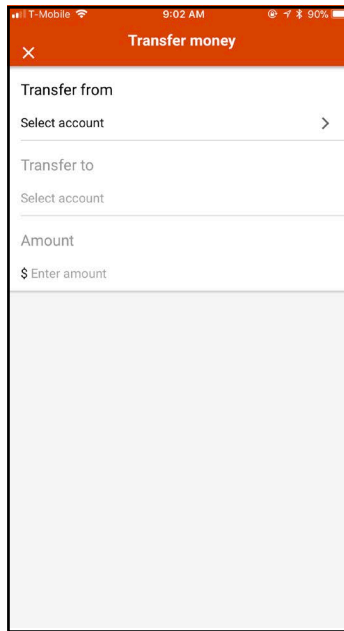 T-Mobile 9:02 AM 90%
Transfer money
Transfer from
Select account
Transfer to
Select account
Amount
$ Enter amount